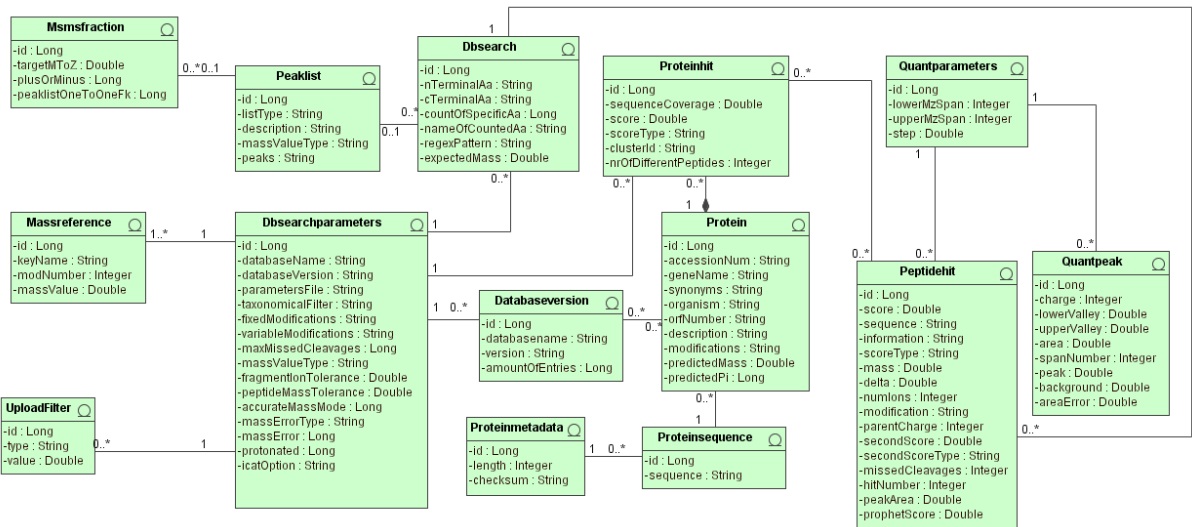 Msmsfraction
-id : Long
-targetMToZ : Double
-plusOrMinus : Long
-peaklistOneToOneFk : Long
0..*
0..1
Peaklist
-id : Long
-listType : String
-description : String
-massValueType : String
-peaks : String
0..*
0..1
1
Dbsearch
-id : Long
-nTerminalAa : String
-cTerminalAa : String
-countOfSpecificAa : Long
-nameOfCountedAa : String
-regexPattern : String
-expectedMass : Double
0..*
1
Proteinhit
-id : Long
-sequenceCoverage : Double
-score : Double
-scoreType : String
-clusterId : String
-nrOfDifferentPeptides : Integer
0..*
0..*
0..*
1
Quantparameters
-id : Long
-lowerMzSpan : Integer
-upperMzSpan : Integer
-step : Double
1
1
0..*
0..*
Massreference
-id : Long
-keyName : String
-modNumber : Integer
-massValue : Double
1..*
1
Dbsearchparameters
-id : Long
-databaseName : String
-databaseVersion : String
-parametersFile : String
-taxonomicalFilter : String
-fixedModifications : String
-variableModifications : String
-maxMissedCleavages : Long
-massValueType : String
-fragmentIonTolerance : Double
-peptideMassTolerance : Double
-accurateMassMode : Long
-massErrorType : String
-massError : Long
-protonated : Long
-icatOption : String
1
1
0..*
Databaseversion
-id : Long
-databasename : String
-version : String
-amountOfEntries : Long
0..*
0..*
Protein
-id : Long
-accessionNum : String
-geneName : String
-synonyms : String
-organism : String
-orfNumber : String
-description : String
-modifications : String
-predictedMass : Double
-predictedPi : Long
0..*
1
0..*
Peptidehit
-id : Long
-score : Double
-sequence : String
-information : String
-scoreType : String
-mass : Double
-delta : Double
-numIons : Integer
-modification : String
-parentCharge : Integer
-secondScore : Double
-secondScoreType : String
-missedCleavages : Integer
-hitNumber : Integer
-peakArea : Double
-prophetScore : Double
0..*
Quantpeak
-id : Long
-charge : Integer
-lowerValley : Double
-upperValley : Double
-area : Double
-spanNumber : Integer
-peak : Double
-background : Double
-areaError : Double
UploadFilter
-id : Long
-type : String
-value : Double
0..*
1
Proteinmetadata
-id : Long
-length : Integer
-checksum : String
1
0..*
Proteinsequence
-id : Long
-sequence : String